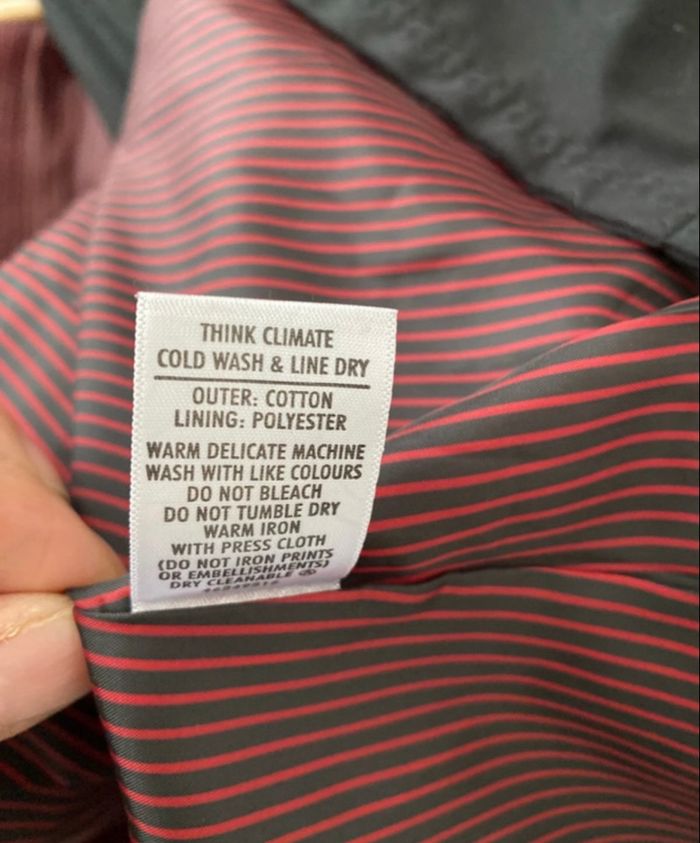 THINK CLIMATE
COLD WASH & LINE DRY
OUTER: COTTON
LINING: POLYESTER
WARM DELICATE MACHINE
WASH WITH LIKE COLOURS
DO NOT BLEACH
DO NOT TUMBLE DRY
WARM IRON
WITH PRESS CLOTH
(DO NOT IRON PRINTS
OR EMBELLISHMENTS)
DRY CLEANABLE Ⓟ